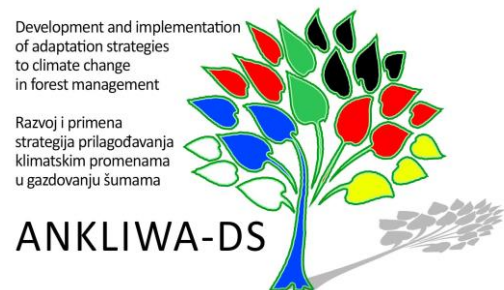 Development and implementation
of adaptation strategies
to climate change
in forest management
Razvoj i primena
strategija prilagođavanja
klimatskim promenama
u gazdovanju šumama
ANKLIWA-DS